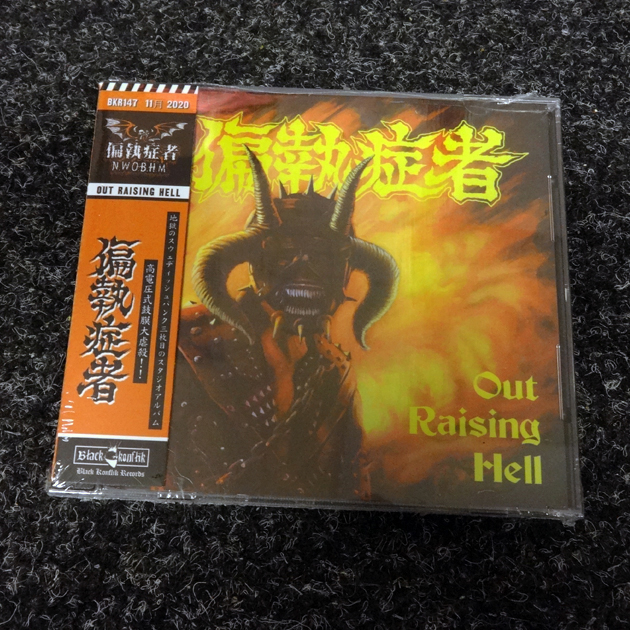 BKR147 11月 2020
偏執症者
NWOBHM
OUT RAISING HELL
地獄のスウェディッシュパンク三枚目のスタジオアルバム
高電圧式鼓膜大虐殺!!
偏執症者
Black konflik
Black Konflik Records
偏執症者
Out
Raising
Hell